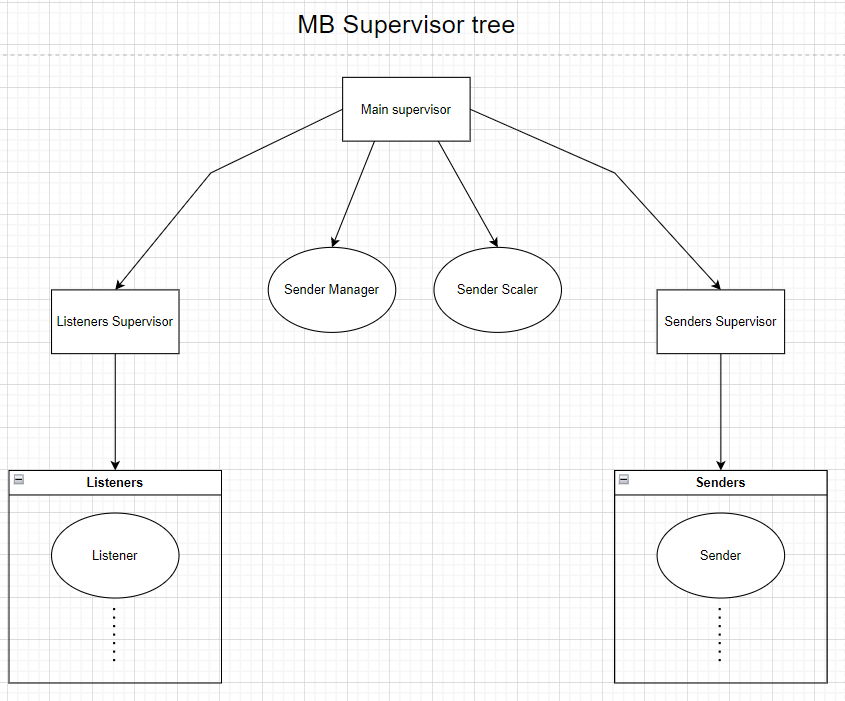 MB Supervisor tree
Main supervisor
Sender Manager
Sender Scaler
Listeners Supervisor
Senders Supervisor
Listeners
Senders
Listener
Sender